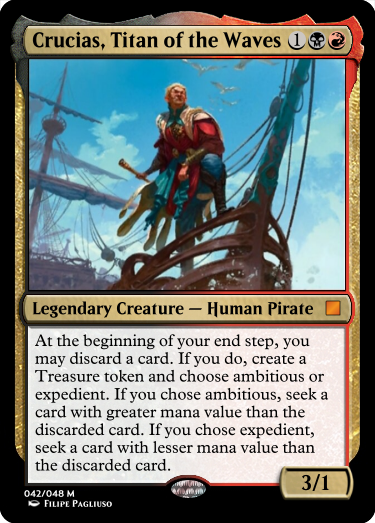 Crucias, Titan of the Waves 1
Legendary Creature — Human Pirate
At the beginning of your end step, you
may discard a card. If you do, create a
Treasure token and choose ambitious or
expedient. If you chose ambitious, seek a
card with greater mana value than the
discarded card. If you chose expedient,
seek a card with lesser mana value than
the discarded card.
3/1
042/048 M
Filipe Pagliuso